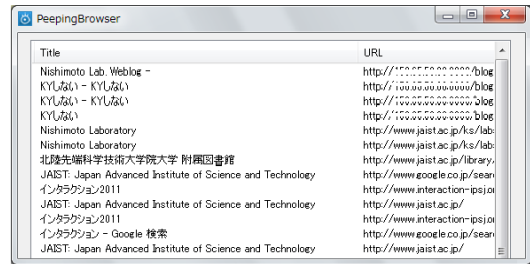 PeepingBrowser
Title URL
Nishimoto Lab. Weblog - http:// /blog
KYしない - KYしない http:// /blog
KYしない - KYしない http:// blog
KYしない http:// /blog
Nishimoto Laboratory http://www.jaist.ac.jp/ks/lab
Nishimoto Laboratory http://www.jaist.ac.jp/ks/lab
北陸先端科学技術大学院大学 附属図書館 http://www.jaist.ac.jp/library,
JAIST: Japan Advanced Institute of Science and Technology http://www.google.co.jp/sear
インタラクション2011 http://www.interaction-ipsj.o
JAIST: Japan Advanced Institute of Science and Technology http://www.jaist.ac.jp/
インタラクション2011 http://www.interaction-ipsj.o
インタラクション - Google 検索 http://www.google.co.jp/sear
JAIST: Japan Advanced Institute of Science and Technology http://www.jaist.ac.jp/